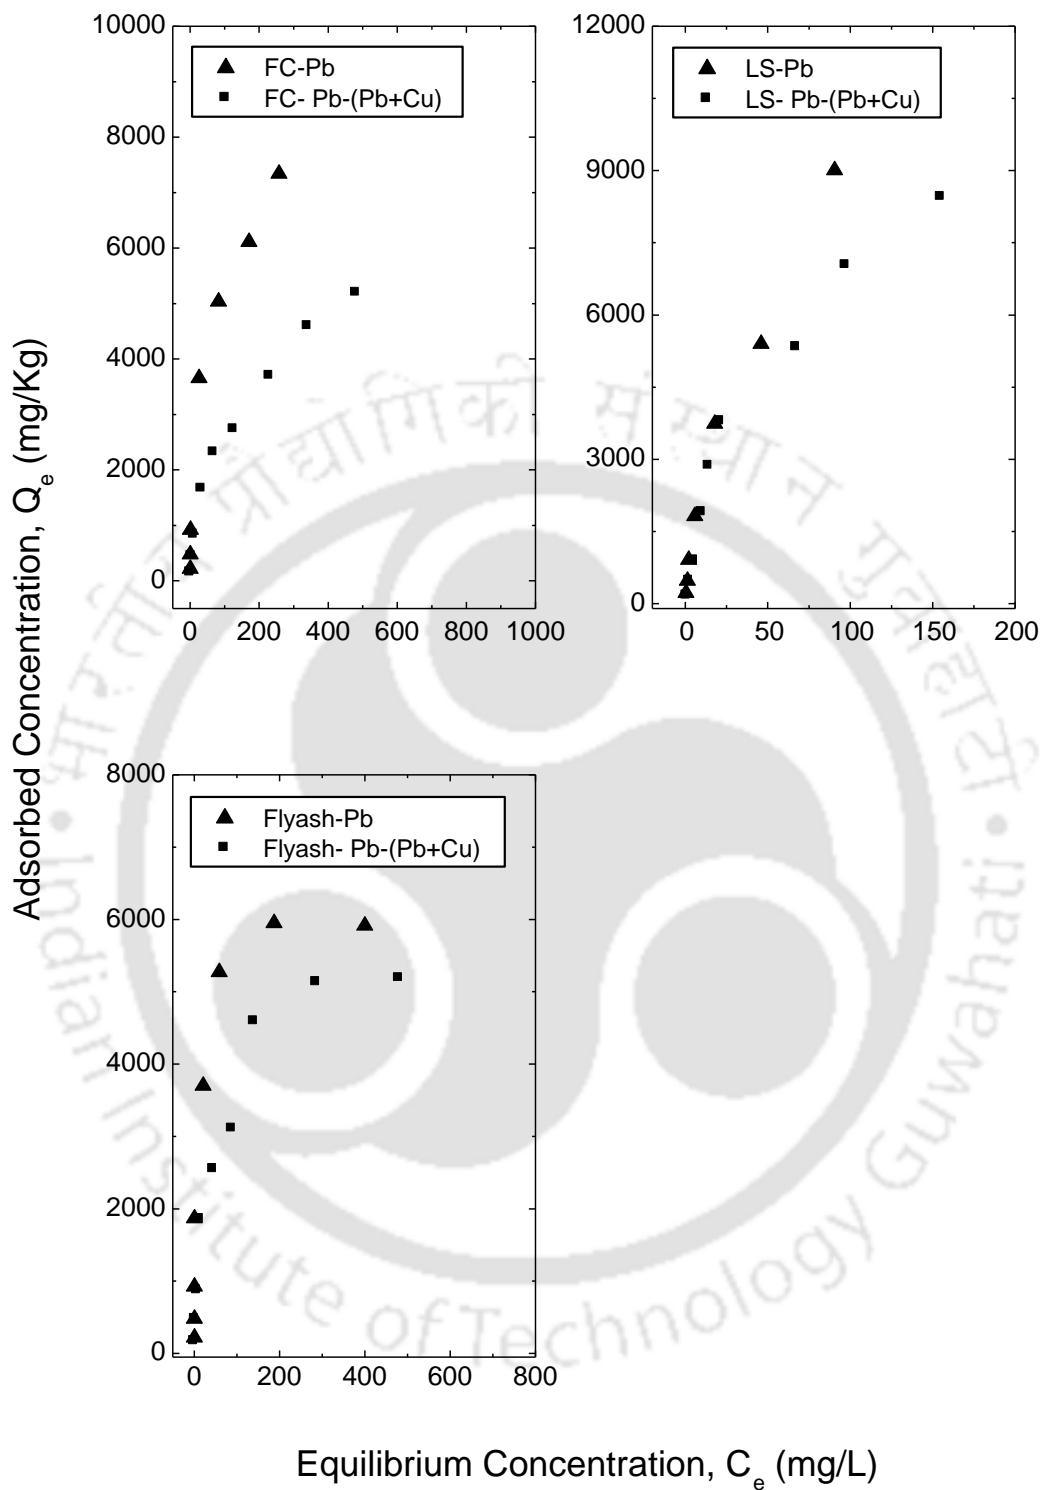 10000
8000
6000
4000
2000
0
0 200 400 600 800 1000
FC-Pb
FC- Pb-(Pb+Cu)
12000
9000
6000
3000
0
0 50 100 150 200
LS-Pb
LS- Pb-(Pb+Cu)
Adsorbed Concentration, Qe (mg/Kg)
8000
6000
4000
2000
0
0 200 400 600 800
Flyash-Pb
Flyash- Pb-(Pb+Cu)
Equilibrium Concentration, Ce (mg/L)
भारतीय प्रौद्योगिकी संस्थान गुवाहाटी
Indian Institute of Technology Guwahati